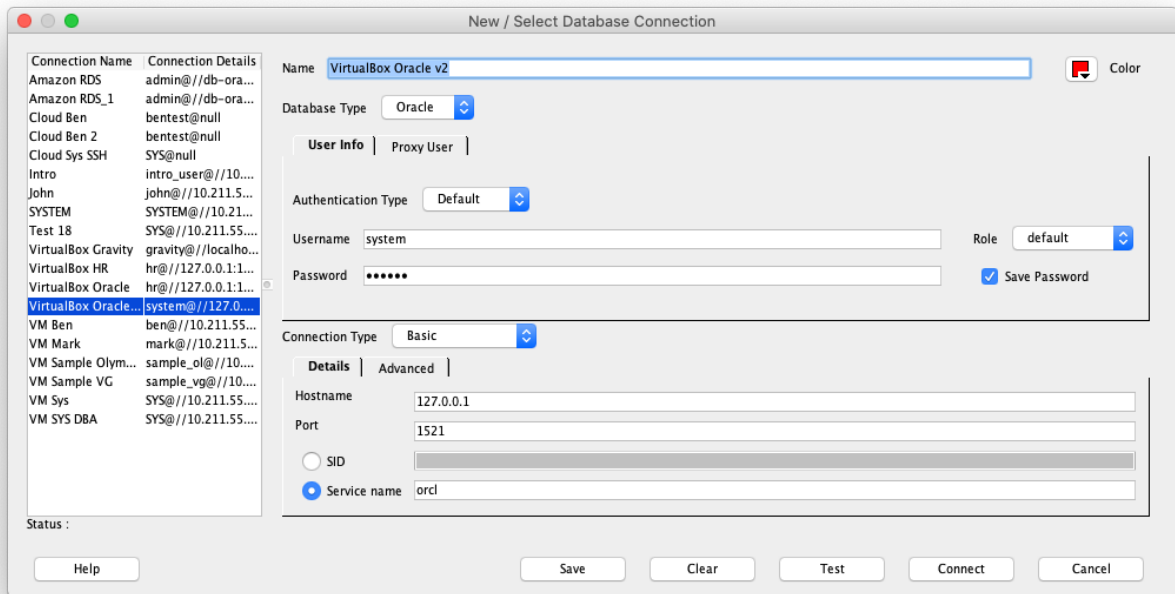 New / Select Database Connection
Connection Name Connection Details
Amazon RDS admin@//db-ora...
Amazon RDS_1 admin@//db-ora...
Cloud Ben bentest@null
Cloud Ben 2 bentest@null
Cloud Sys SSH SYS@null
Intro intro_user@//10....
John john@//10.211.5...
SYSTEM SYSTEM@//10.21...
Test 18 SYS@//10.211.55....
VirtualBox Gravity gravity@//localho...
VirtualBox HR hr@//127.0.0.1:1...
VirtualBox Oracle hr@//127.0.0.1:1...
VirtualBox Oracle... system@//127.0....
VM Ben ben@//10.211.55...
VM Mark mark@//10.211.5...
VM Sample Olym... sample_ol@//10....
VM Sample VG sample_vg@//10....
VM Sys SYS@//10.211.55....
VM SYS DBA SYS@//10.211.55....
Status :
Name VirtualBox Oracle v2 Color
Database Type Oracle
User Info Proxy User
Authentication Type Default
Username system Role default
Password •••••• Save Password
Connection Type Basic
Details Advanced
Hostname 127.0.0.1
Port 1521
SID
Service name orcl
Help Save Clear Test Connect Cancel